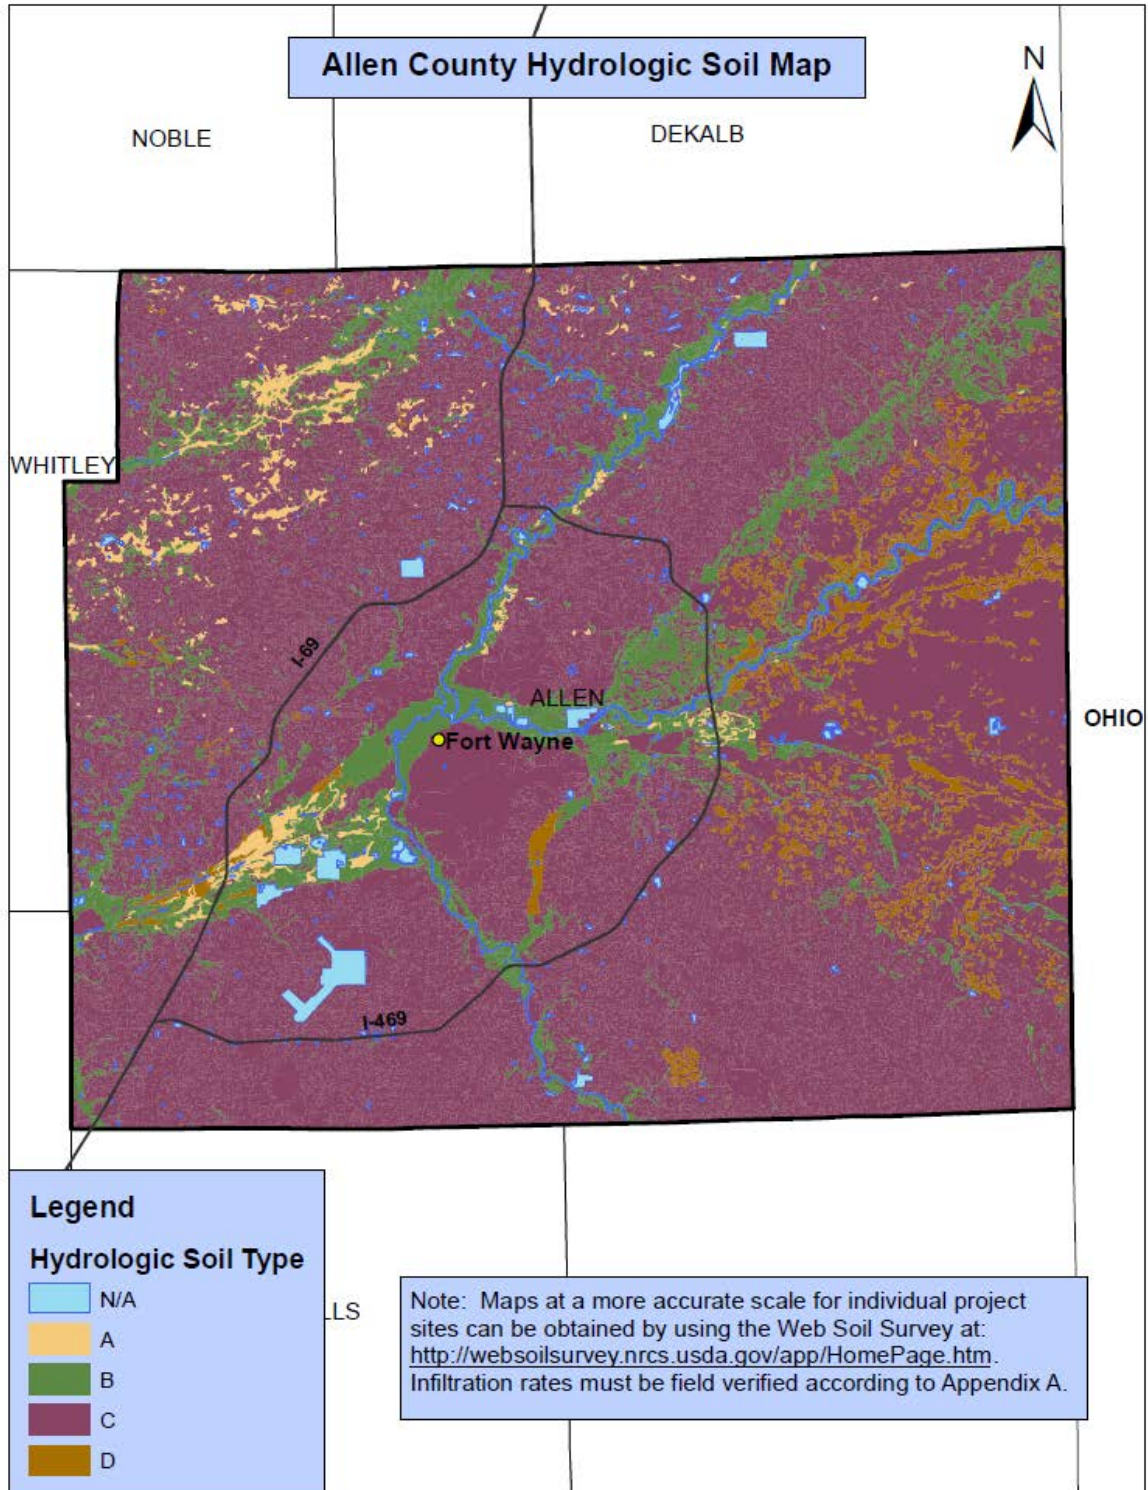 Allen County Hydrologic Soil Map
N
NOBLE
DEKALB
WHITLEY
I-69
ALLEN
Fort Wayne
OHIO
I-469
Legend
Hydrologic Soil Type
N/A
A
B
C
D
LLS
Note: Maps at a more accurate scale for individual project
sites can be obtained by using the Web Soil Survey at:
http://websoilsurvey.nrcs.usda.gov/app/HomePage.htm.
Infiltration rates must be field verified according to Appendix A.